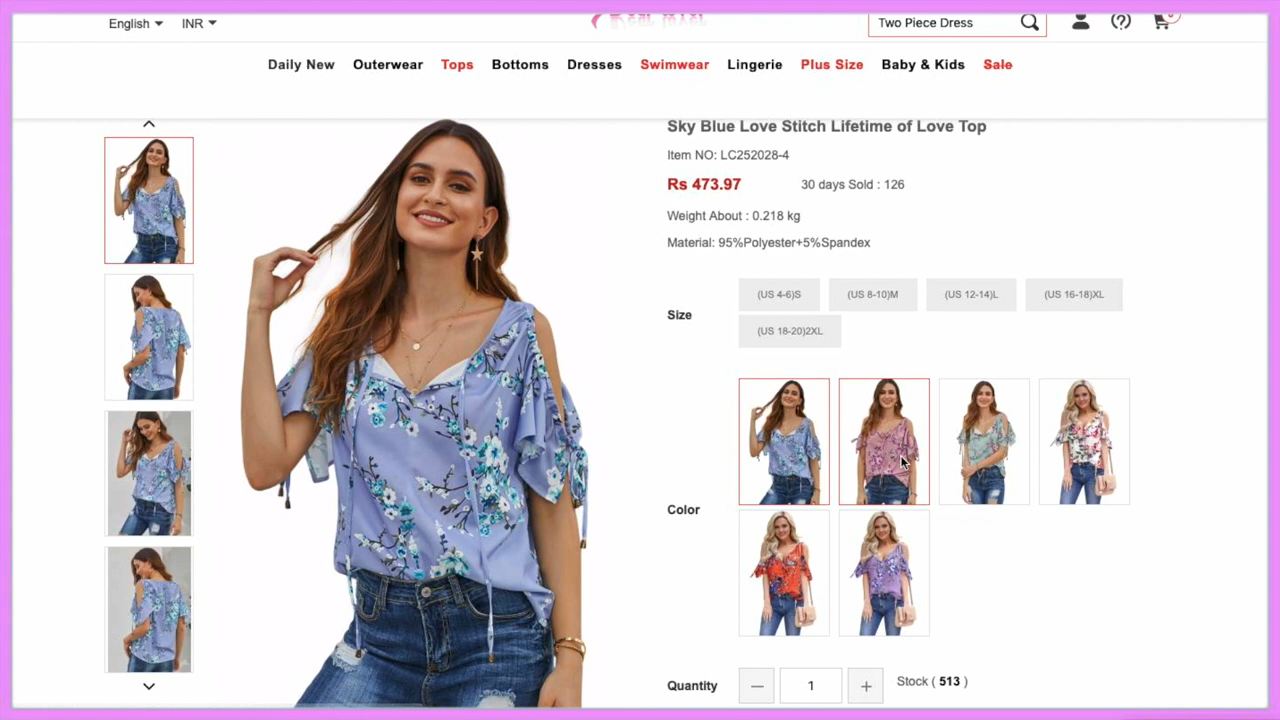 English
INR
Two Piece Dress
Daily New
Outerwear
Tops
Bottoms
Dresses
Swimwear
Lingerie
Plus Size
Baby & Kids
Sale
Sky Blue Love Stitch Lifetime of Love Top
Item NO: LC252028-4
Rs 473.97
30 days Sold : 126
Weight About : 0.218 kg
Material: 95%Polyester+5%Spandex
Size
(US 4-6)S
(US 8-10)M
(US 12-14)L
(US 16-18)XL
(US 18-20)2XL
Color
Quantity
1
Stock ( 513 )